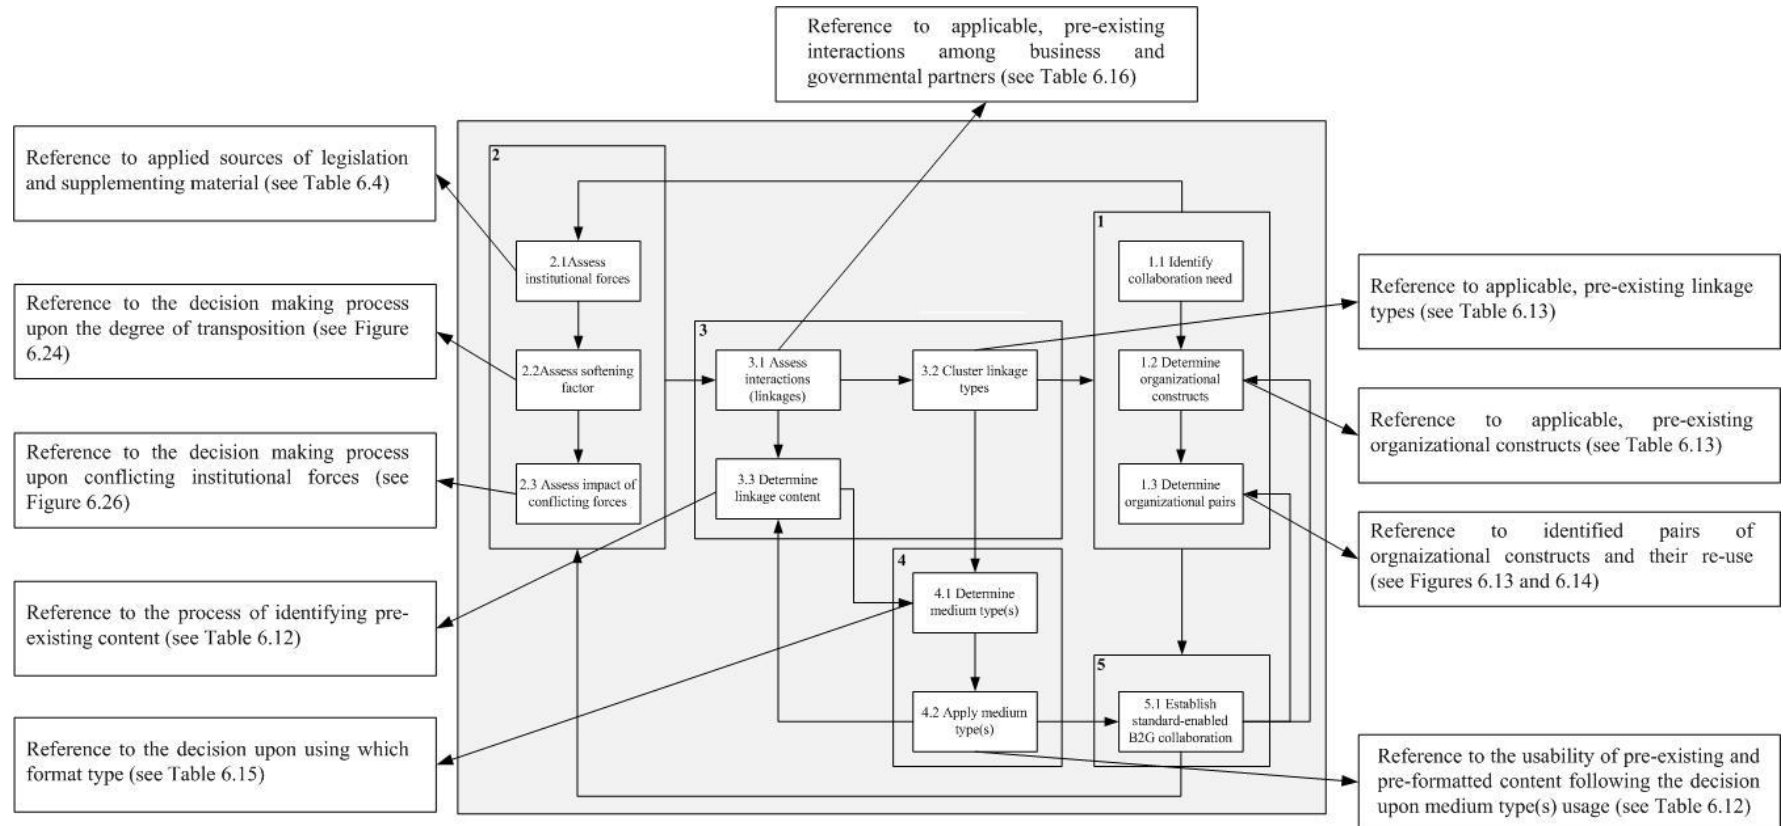 Reference to applicable, pre-existing
interactions among business and
governmental partners (see Table 6.16)
Reference to applied sources of legislation
and supplementing material (see Table 6.4)
Reference to the decision making process
upon the degree of transposition (see Figure
6.24)
Reference to the decision making process
upon conflicting institutional forces (see
Figure 6.26)
Reference to the process of identifying pre-
existing content (see Table 6.12)
Reference to the decision upon using which
format type (see Table 6.15)
2
2.1Assess
institutional forces
2.2Assess softening
factor
2.3 Assess impact of
conflicting forces
3
3.1 Assess
interactions
(linkages)
3.2 Cluster linkage
types
3.3 Determine
linkage content
4
4.1 Determine
medium type(s)
4.2 Apply medium
type(s)
1
1.1 Identify
collaboration need
1.2 Determine
organizational
constructs
1.3 Determine
organizational pairs
5
5.1 Establish
standard-enabled
B2G collaboration
Reference to applicable, pre-existing linkage
types (see Table 6.13)
Reference to applicable, pre-existing
organizational constructs (see Table 6.13)
Reference to identified pairs of
orgnaizational constructs and their re-use
(see Figures 6.13 and 6.14)
Reference to the usability of pre-existing and
pre-formatted content following the decision
upon medium type(s) usage (see Table 6.12)